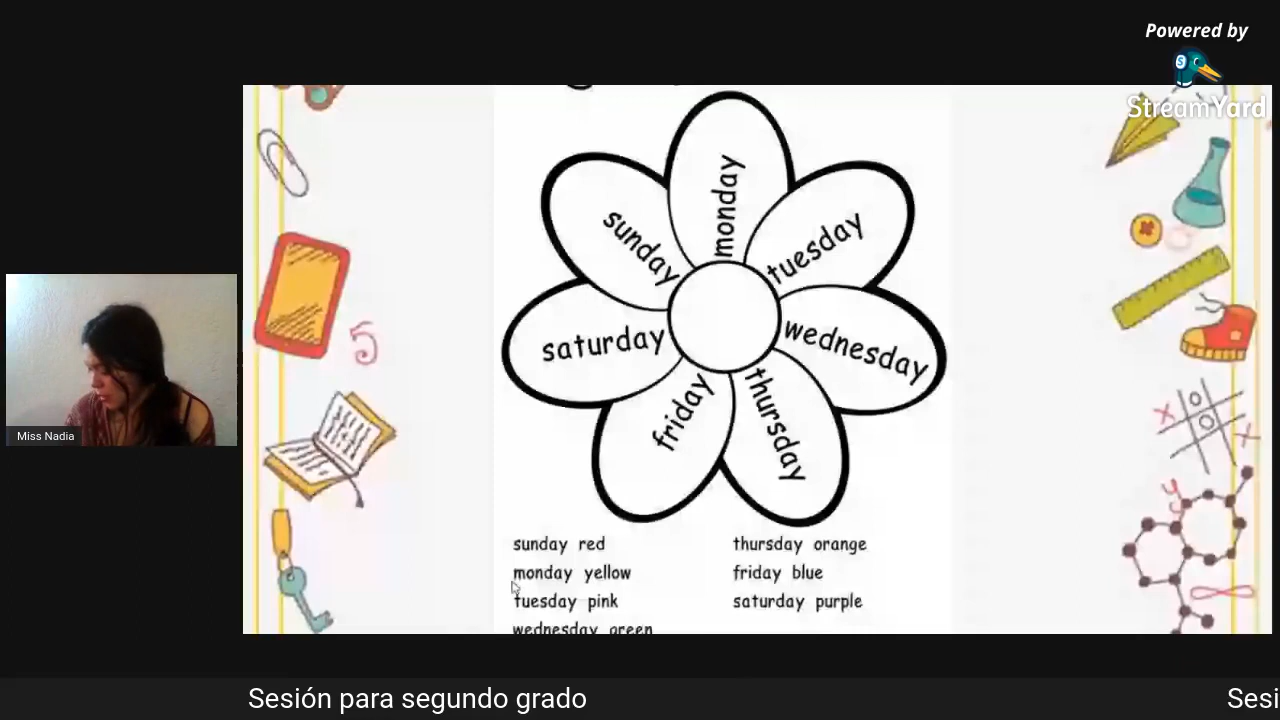 Powered by
StreamYard
monday
tuesday
wednesday
thursday
friday
saturday
sunday
5
y
Miss Nadia
sunday red
monday yellow
tuesday pink
wednesday green
thursday orange
friday blue
saturday purple
Sesión para segundo grado
Sesi